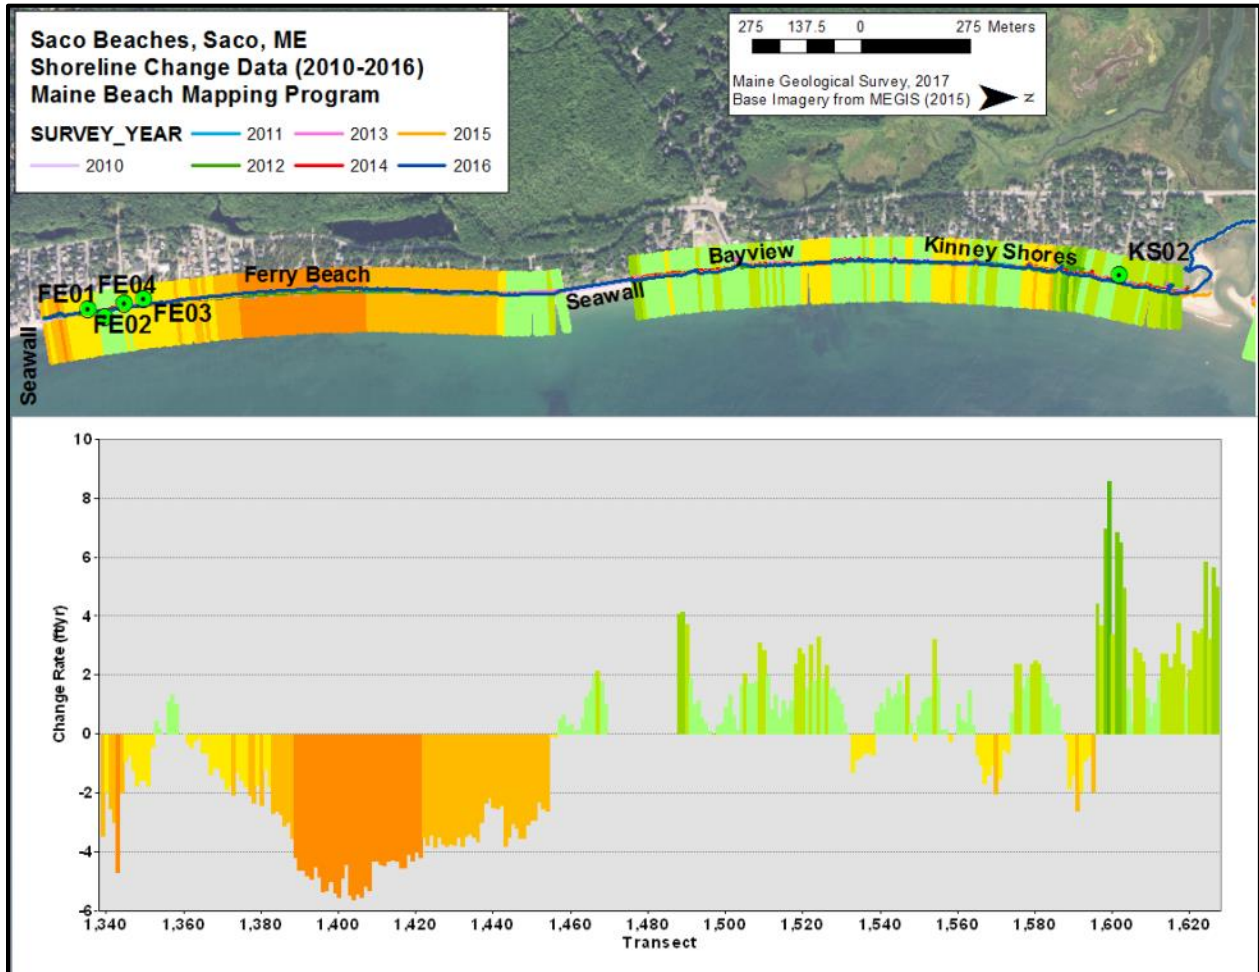 Saco Beaches, Saco, ME
Shoreline Change Data (2010-2016)
Maine Beach Mapping Program
SURVEY_YEAR
2011
2013
2015
2010
2012
2014
2016
275 137.5 0 275 Meters
Maine Geological Survey, 2017
Base Imagery from MEGIS (2015)
N
FE01
FE04
FE02
FE03
Ferry Beach
Seawall
Seawall
Bayview
Kinney Shores
KS02
10
8
6
4
2
0
-2
-4
-6
Change Rate (ft/yr)
1,340 1,360 1,380 1,400 1,420 1,440 1,460 1,480 1,500 1,520 1,540 1,560 1,580 1,600 1,620
Transect